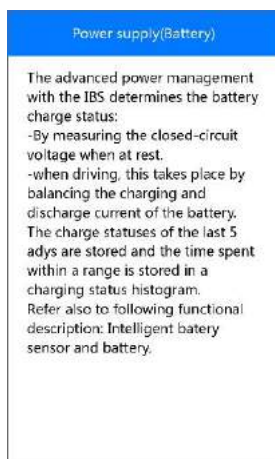 Power supply(Battery)
The advanced power management
with the IBS determines the battery
charge status:
-By measuring the closed-circuit
voltage when at rest.
-when driving, this takes place by
balancing the charging and
discharge current of the battery.
The charge statuses of the last 5
adys are stored and the time spent
within a range is stored in a
charging status histogram.
Refer also to following functional
description: Intelligent batery
sensor and battery.